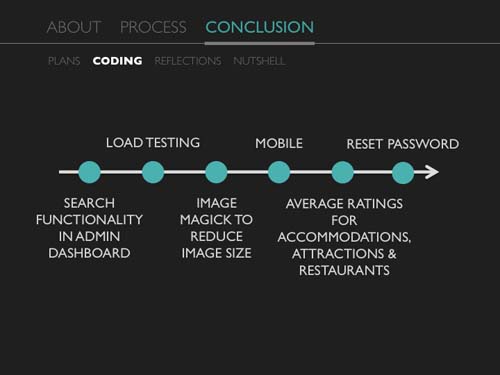 ABOUT PROCESS CONCLUSION
PLANS CODING REFLECTIONS NUTSHELL
LOAD TESTING MOBILE RESET PASSWORD
SEARCH
FUNCTIONALITY
IN ADMIN
DASHBOARD
IMAGE
MAGICK TO
REDUCE
IMAGE SIZE
AVERAGE RATINGS
FOR
ACCOMMODATIONS,
ATTRACTIONS &
RESTAURANTS